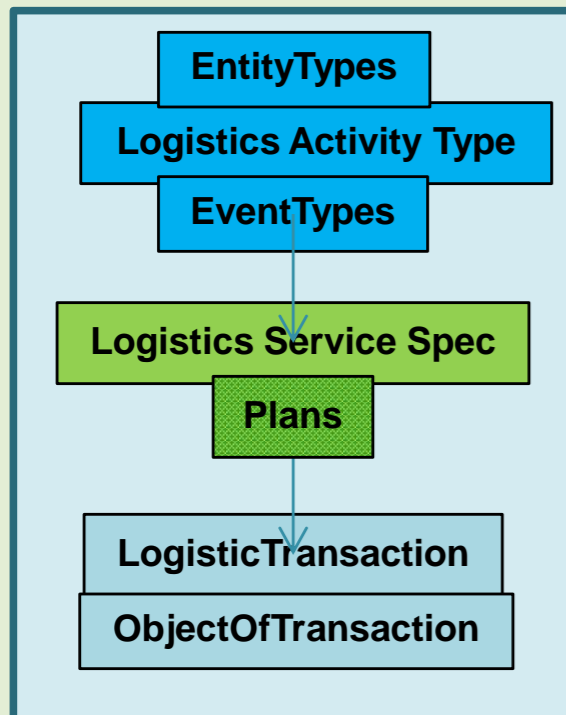 EntityTypes
Logistics Activity Type
EventTypes
Logistics Service Spec
Plans
LogisticTransaction
ObjectOfTransaction